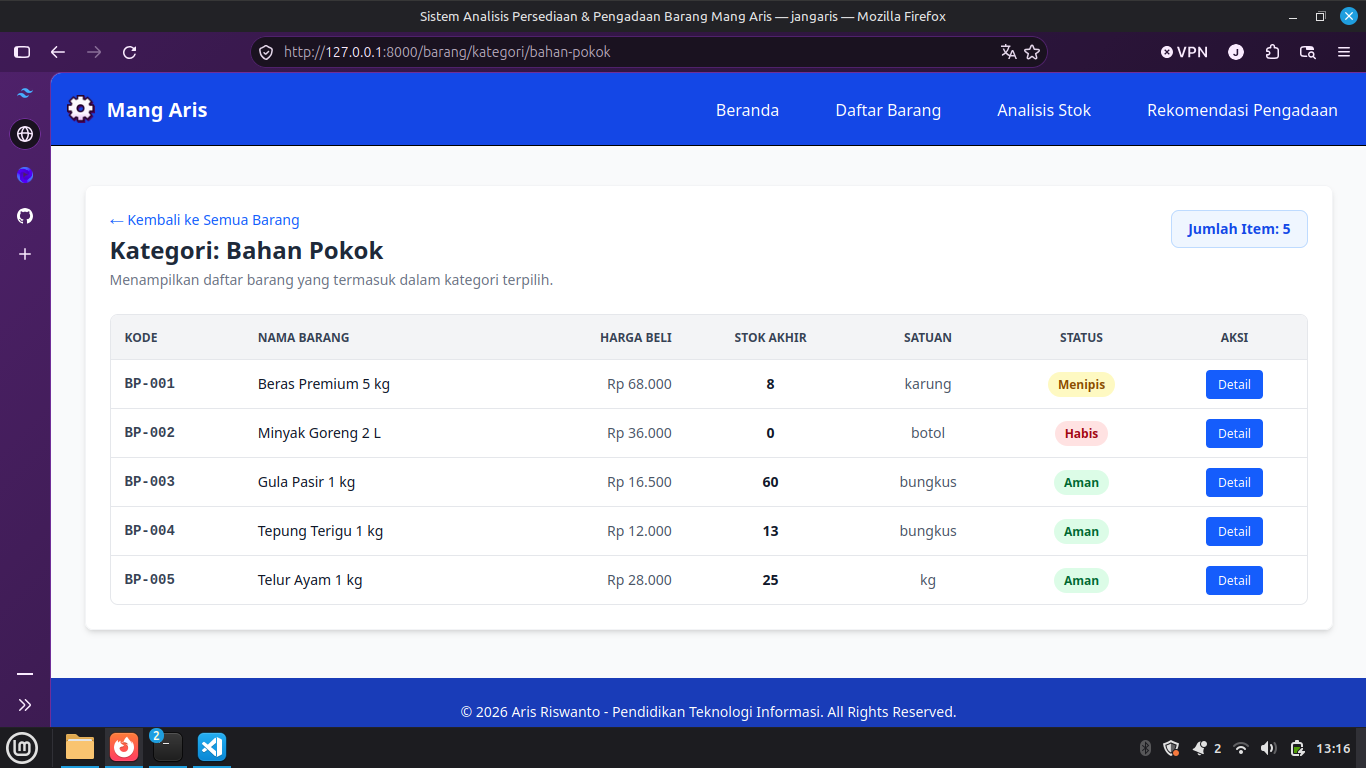 Sistem Analisis Persediaan & Pengadaan Barang Mang Aris — jangaris — Mozilla Firefox
http://127.0.0.1:8000/barang/kategori/bahan-pokok
VPN
J
Mang Aris
Beranda
Daftar Barang
Analisis Stok
Rekomendasi Pengadaan
← Kembali ke Semua Barang
Jumlah Item: 5
Kategori: Bahan Pokok
Menampilkan daftar barang yang termasuk dalam kategori terpilih.
KODE NAMA BARANG HARGA BELI STOK AKHIR SATUAN STATUS AKSI
BP-001 Beras Premium 5 kg Rp 68.000 8 karung Menipis Detail
BP-002 Minyak Goreng 2 L Rp 36.000 0 botol Habis Detail
BP-003 Gula Pasir 1 kg Rp 16.500 60 bungkus Aman Detail
BP-004 Tepung Terigu 1 kg Rp 12.000 13 bungkus Aman Detail
BP-005 Telur Ayam 1 kg Rp 28.000 25 kg Aman Detail
© 2026 Aris Riswanto - Pendidikan Teknologi Informasi. All Rights Reserved.
2
2
13:16